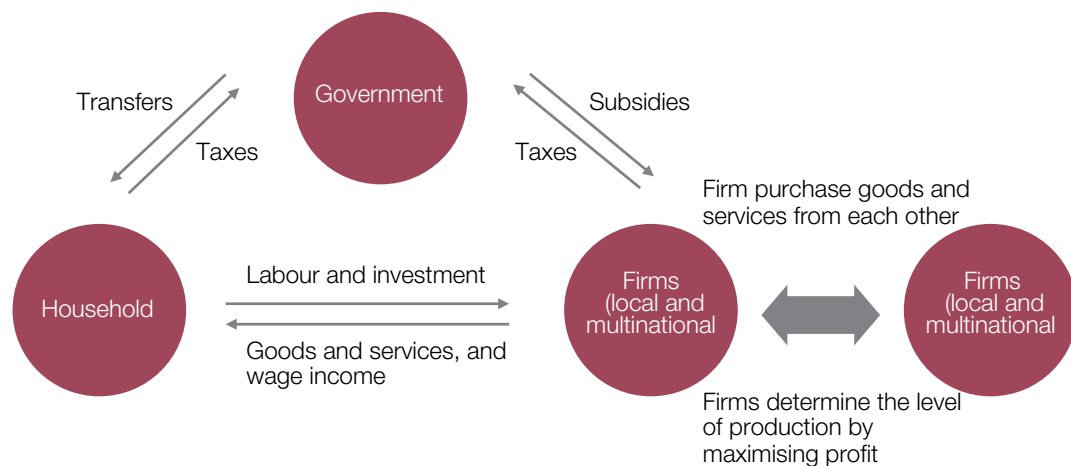 Government
Transfers
Taxes
Subsidies
Taxes
Firm purchase goods and
services from each other
Household
Labour and investment
Goods and services, and
wage income
Firms
(local and
multinational
Firms
(local and
multinational
Firms determine the level
of production by
maximising profit